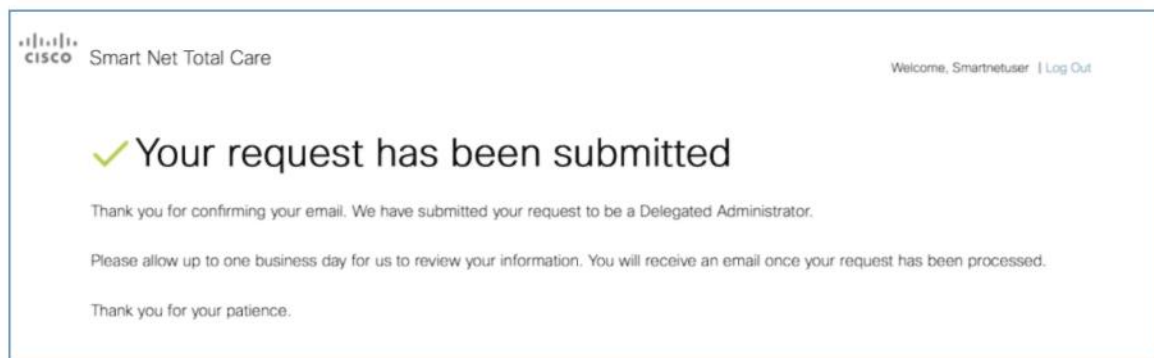 CISCO Smart Net Total Care
Welcome, Smartnetuser | Log Out
Your request has been submitted
Thank you for confirming your email. We have submitted your request to be a Delegated Administrator.
Please allow up to one business day for us to review your information. You will receive an email once your request has been processed.
Thank you for your patience.